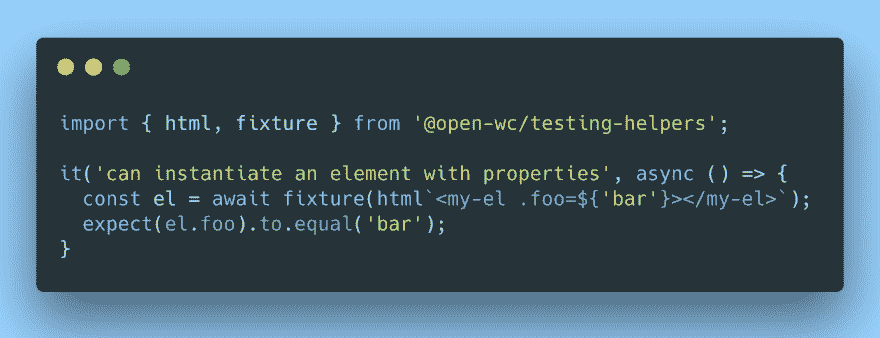 import { html, fixture } from '@open-wc/testing-helpers';
it('can instantiate an element with properties', async () => {
  const el = await fixture(html`<my-el .foo=${'bar'}></my-el>`);
  expect(el.foo).to.equal('bar');
}